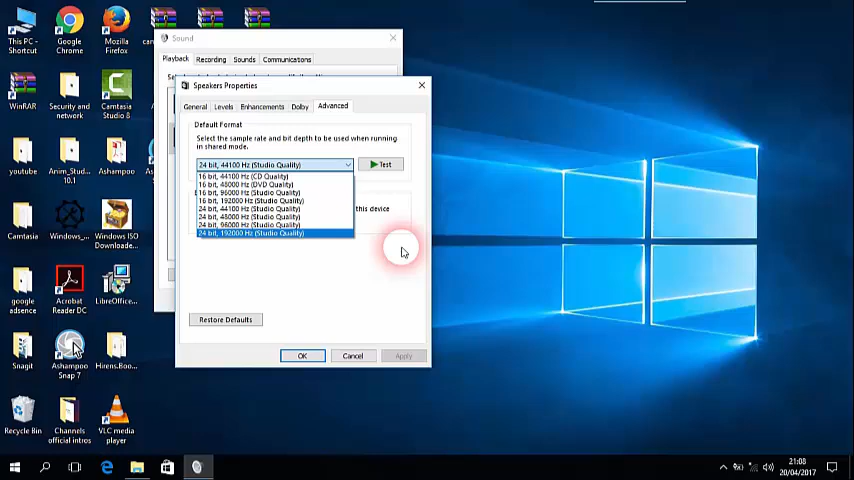 This PC -
Shortcut
Google
Chrome
Mozilla
Firefox
Sound
Playback
Recording
Sounds
Communications
Speakers Properties
General
Levels
Enhancements
Dolby
Advanced
Default Format
Select the sample rate and bit depth to be used when running
in shared mode.
24 bit, 44100 Hz (Studio Quality)
Test
16 bit, 44100 Hz (CD Quality)
16 bit, 48000 Hz (DVD Quality)
16 bit, 96000 Hz (Studio Quality)
16 bit, 192000 Hz (Studio Quality)
24 bit, 44100 Hz (Studio Quality)
24 bit, 48000 Hz (Studio Quality)
24 bit, 96000 Hz (Studio Quality)
24 bit, 192000 Hz (Studio Quality)
this device
Restore Defaults
OK
Cancel
Apply
WinRAR
Security and
network
Camtasia
Studio 8
youtube
Anim_Stud...
10.1
Ashampoo
Camtasia
Windows_...
Windows ISO
Downloade...
google
adsence
Acrobat
Reader DC
LibreOffice...
Snagit
Ashampoo
Snap 7
Hirens.Boo...
Recycle Bin
Channels
official intros
VLC media
player
21:08
20/04/2017